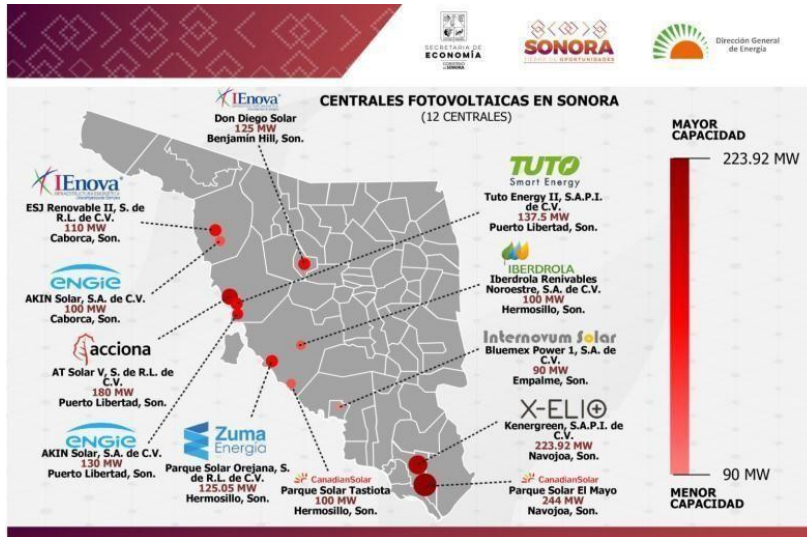 SECRETARÍA DE
ECONOMÍA
GOBIERNO
DE SONORA
SONORA
TIERRA DE OPORTUNIDADES
Dirección General
de Energía
CENTRALES FOTOVOLTAICAS EN SONORA
(12 CENTRALES)
IEnova
Don Diego Solar
125 MW
Benjamín Hill, Son.
IEnova
ESJ Renovable II, S. de
R.L. de C.V.
110 MW
Caborca, Son.
ENGIE
AKIN Solar, S.A. de C.V.
100 MW
Caborca, Son.
acciona
AT Solar V, S. de R.L. de
C.V.
180 MW
Puerto Libertad, Son.
ENGIE
AKIN Solar, S.A. de C.V.
130 MW
Puerto Libertad, Son.
Zuma
Energía
Parque Solar Orejana, S.
de R.L. de C.V.
125.05 MW
Hermosillo, Son.
CanadianSolar
Parque Solar Tastiota
100 MW
Hermosillo, Son.
TUTO
Smart Energy
Tuto Energy II, S.A.P.I.
de C.V.
137.5 MW
Puerto Libertad, Son.
IBERDROLA
Iberdrola Renivables
Noroestre, S.A. de C.V.
100 MW
Hermosillo, Son.
Internovum Solar
Bluemex Power 1, S.A. de
C.V.
90 MW
Empalme, Son.
X-ELIO
Kenergreen, S.A.P.I. de
C.V.
223.92 MW
Navojoa, Son.
CanadianSolar
Parque Solar El Mayo
244 MW
Navojoa, Son.
MAYOR
CAPACIDAD
223.92 MW
90 MW
MENOR
CAPACIDAD